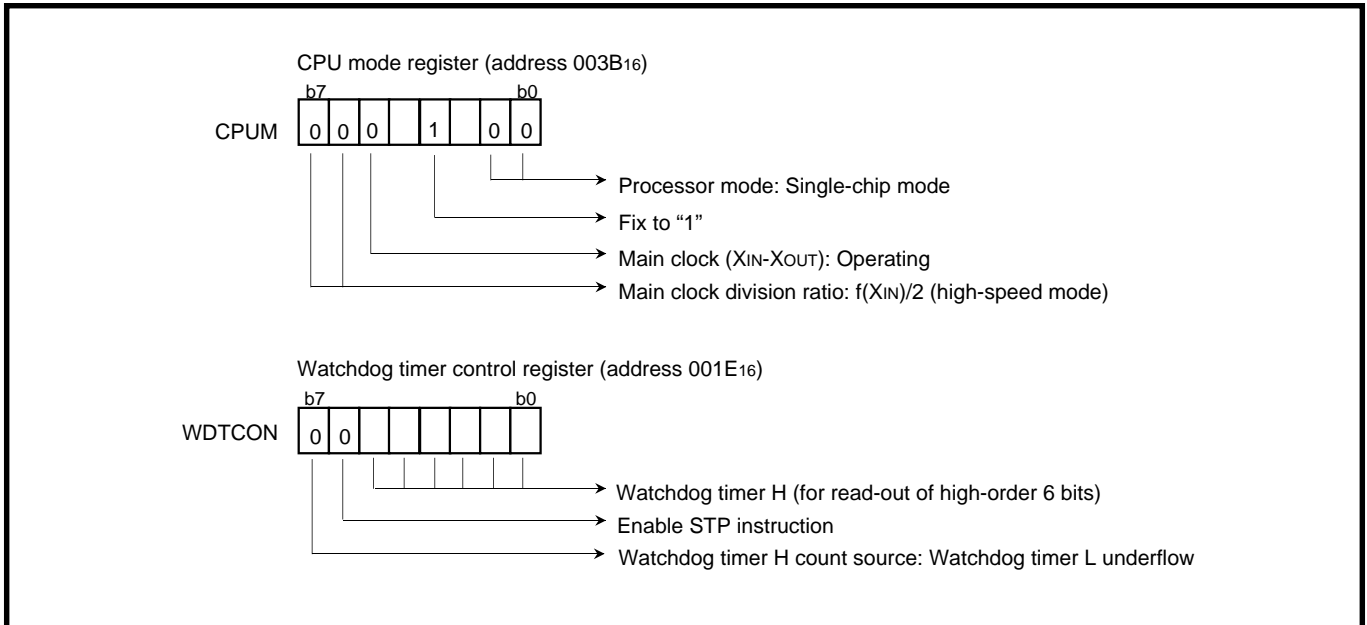 CPU mode register (address 003B16)
b7 b0
CPUM 0 0 0 1 0 0
Processor mode: Single-chip mode
Fix to “1”
Main clock (XIN-XOUT): Operating
Main clock division ratio: f(XIN)/2 (high-speed mode)
Watchdog timer control register (address 001E16)
b7 b0
WDTCON 0 0
Watchdog timer H (for read-out of high-order 6 bits)
Enable STP instruction
Watchdog timer H count source: Watchdog timer L underflow